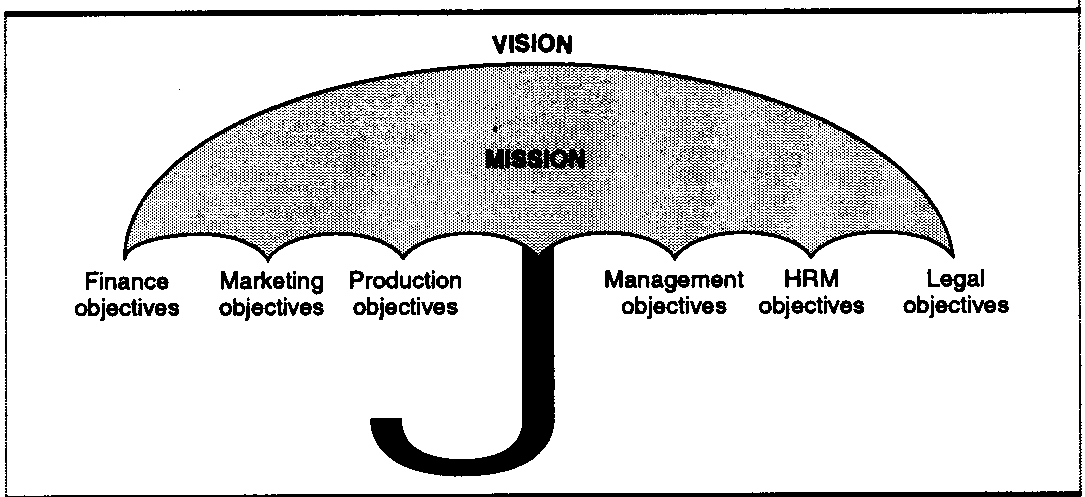 VISION
MISSION
Finance
objectives
Marketing
objectives
Production
objectives
Management
objectives
HRM
objectives
Legal
objectives